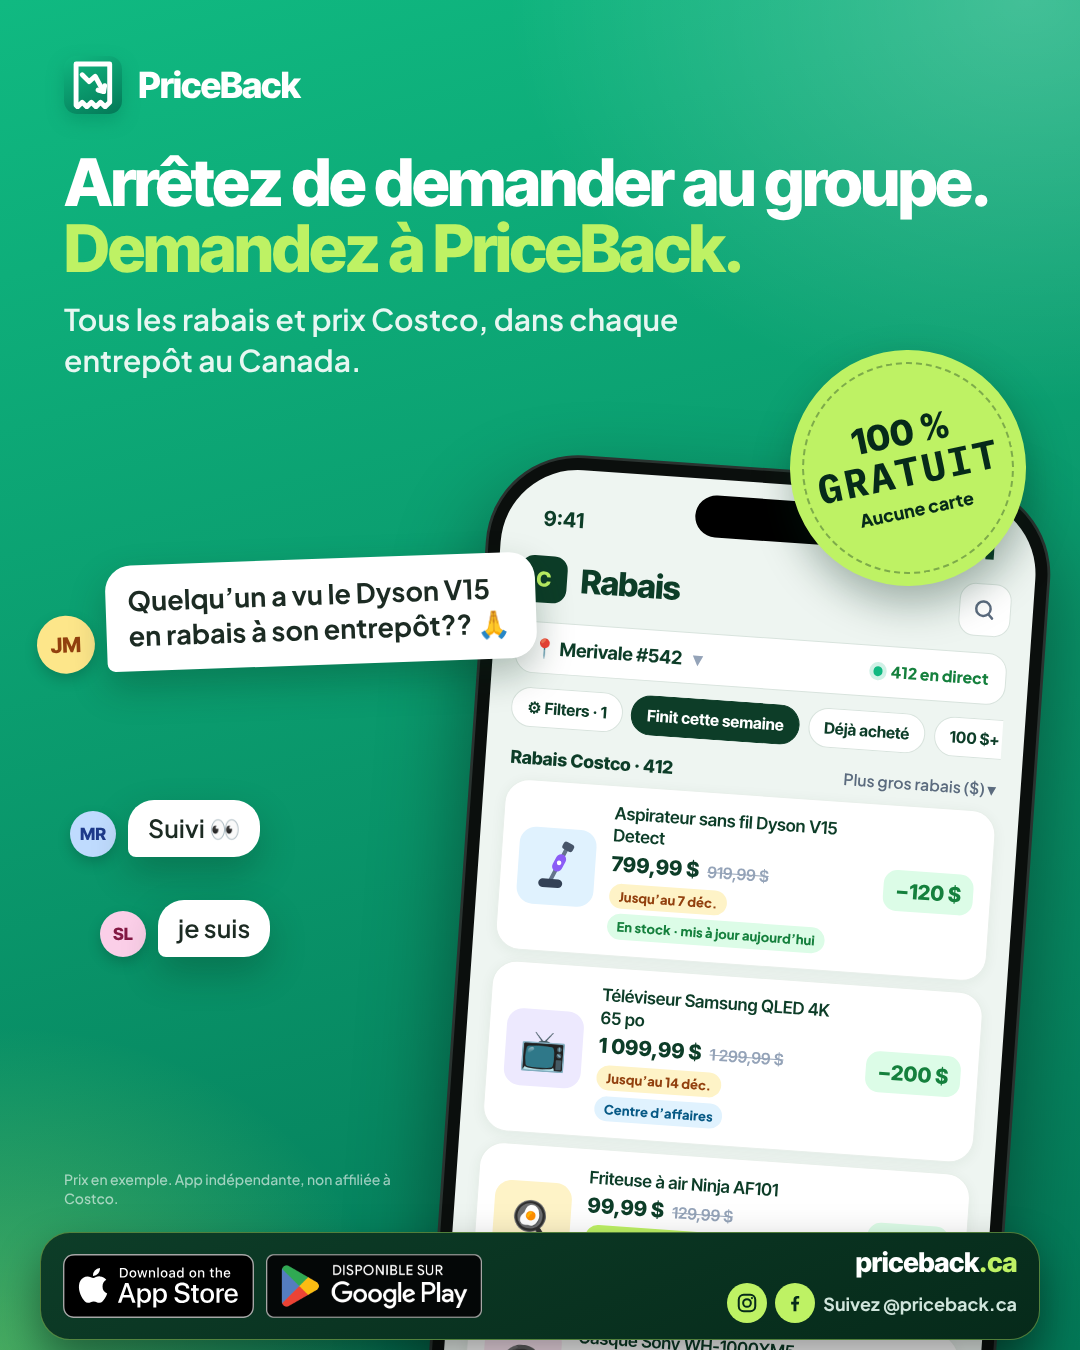 PriceBack
Arrêtez de demander au groupe.
Demandez à PriceBack.
Tous les rabais et prix Costco, dans chaque
entrepôt au Canada.
100 %
GRATUIT
Aucune carte
9:41
C
Rabais
Quelqu’un a vu le Dyson V15
en rabais à son entrepôt?? 🙏
JM
📍 Merivale #542 ▼
412 en direct
⚙ Filters · 1
Finit cette semaine
Déjà acheté
100 $+
Rabais Costco · 412
Plus gros rabais ($) ▾
MR
Suivi 👀
SL
je suis
Aspirateur sans fil Dyson V15
Detect
799,99 $ 919,99 $
−120 $
Jusqu’au 7 déc.
En stock · mis à jour aujourd’hui
Téléviseur Samsung QLED 4K
65 po
1 099,99 $ 1 299,99 $
−200 $
Jusqu’au 14 déc.
Centre d’affaires
Friteuse à air Ninja AF101
99,99 $ 129,99 $
Prix en exemple. App indépendante, non affiliée à
Costco.
Download on the
App Store
DISPONIBLE SUR
Google Play
priceback.ca
Suivez @priceback.ca
Casque Sony WH-1000XM5